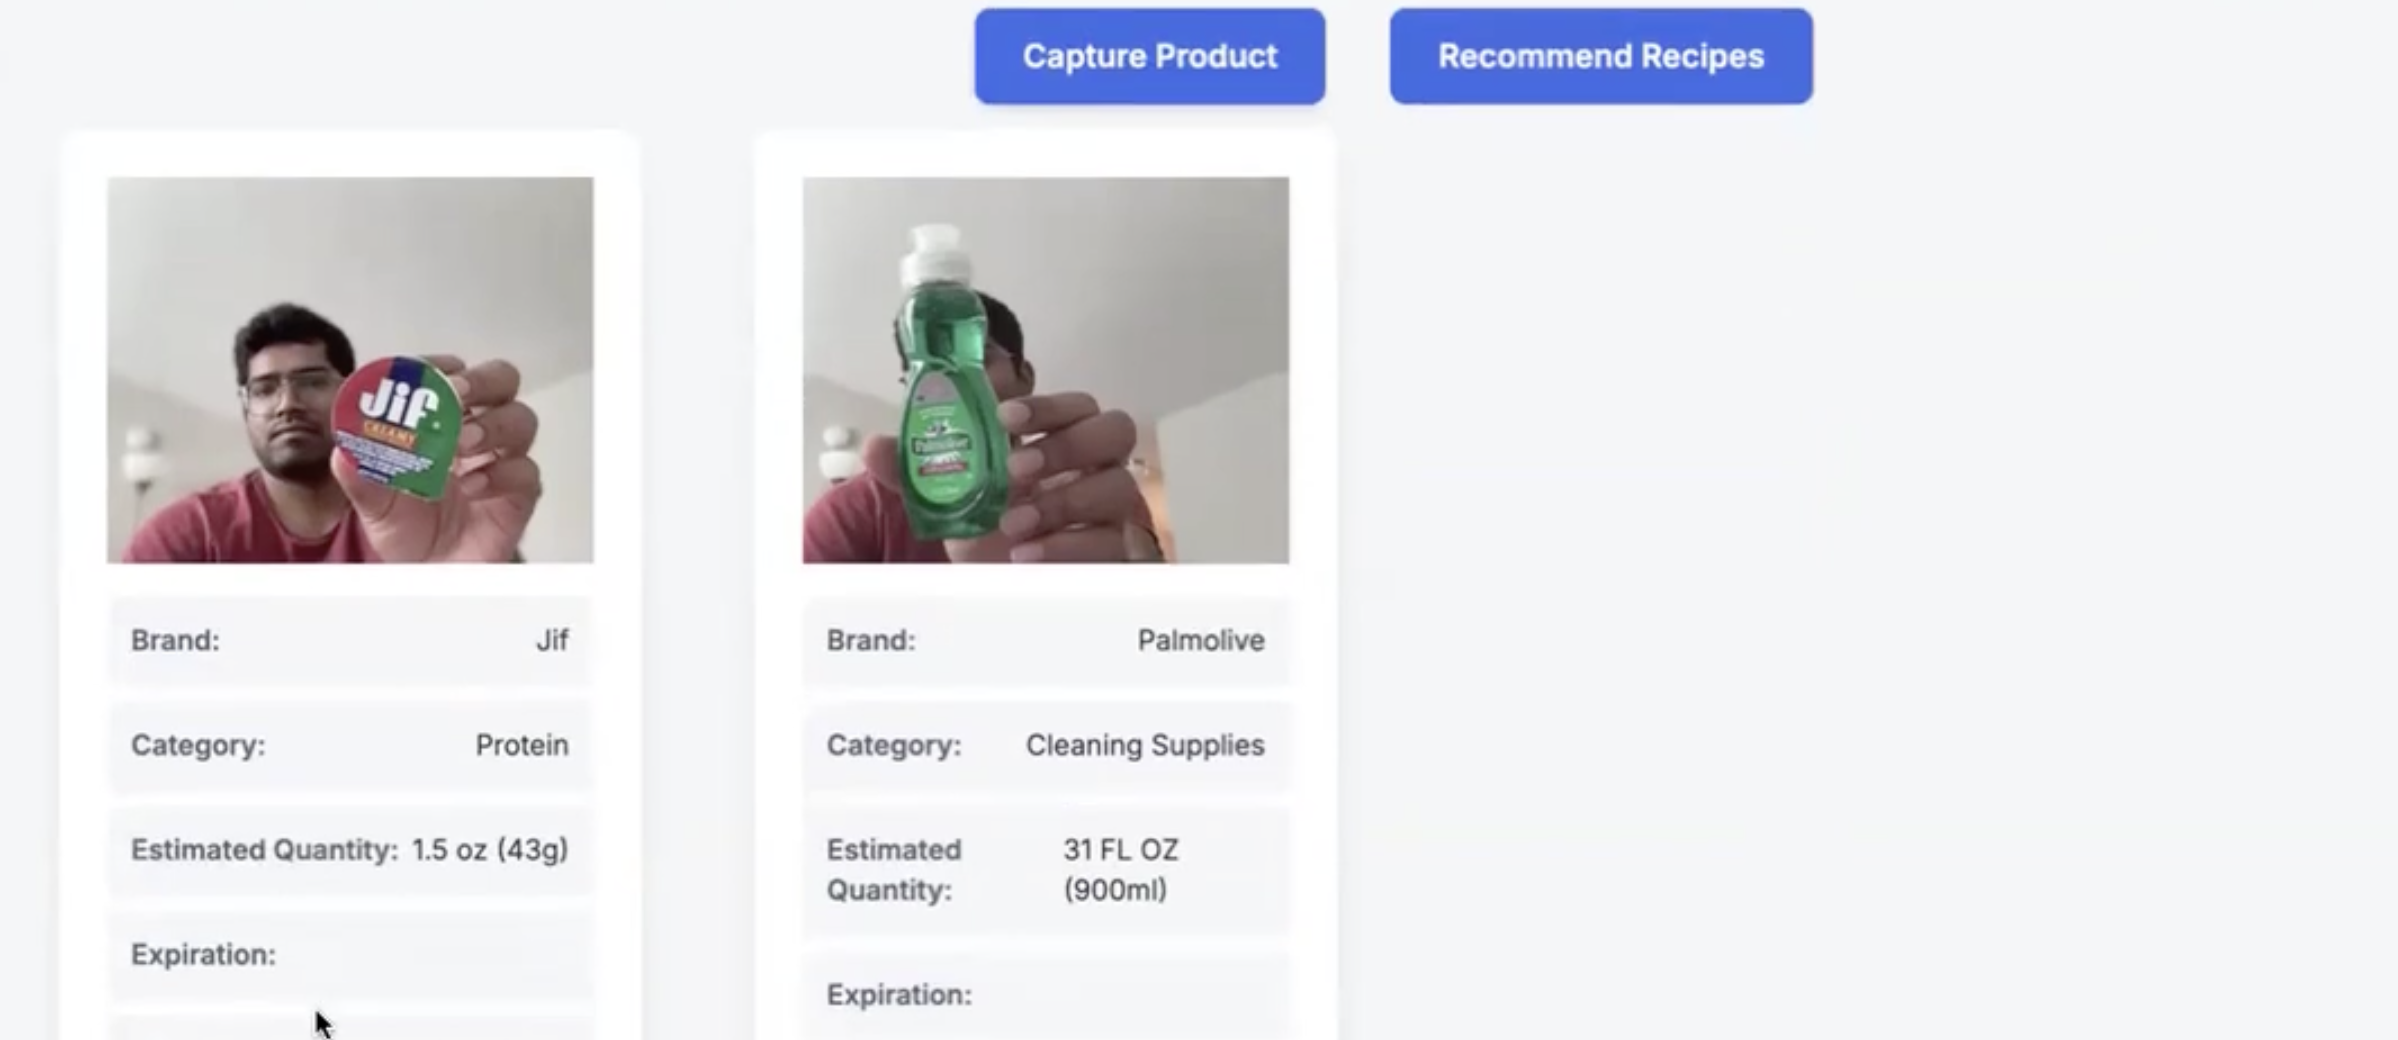 Capture Product
Recommend Recipes
Jif
CREAMY
Palmolive
Brand: Jif
Category: Protein
Estimated Quantity: 1.5 oz (43g)
Expiration:
Brand: Palmolive
Category: Cleaning Supplies
Estimated Quantity: 31 FL OZ
(900ml)
Expiration: